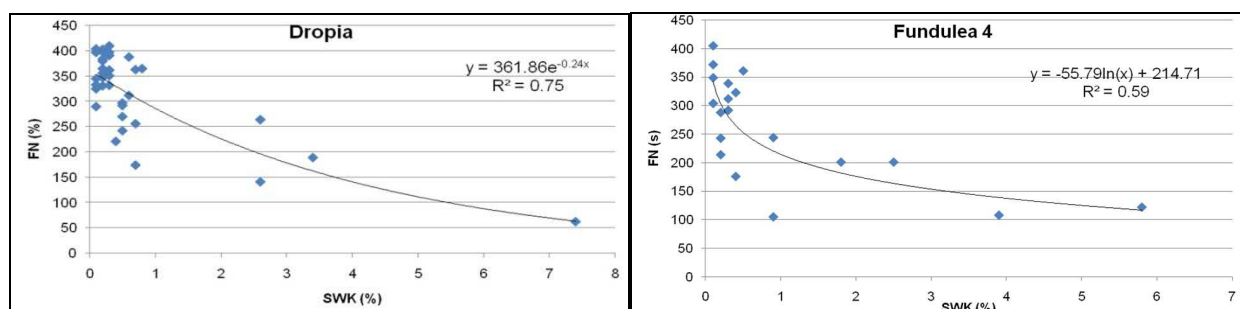 Dropia
450
400
350
300
250
200
150
100
50
0
FN (%)
y = 361.86e^-0.24x
R² = 0.75
0 1 2 3 4 5 6 7 8
SWK (%)
Fundulea 4
450
400
350
300
250
200
150
100
50
0
FN (s)
y = -55.79ln(x) + 214.71
R² = 0.59
0 1 2 3 4 5 6 7
SWK (%)